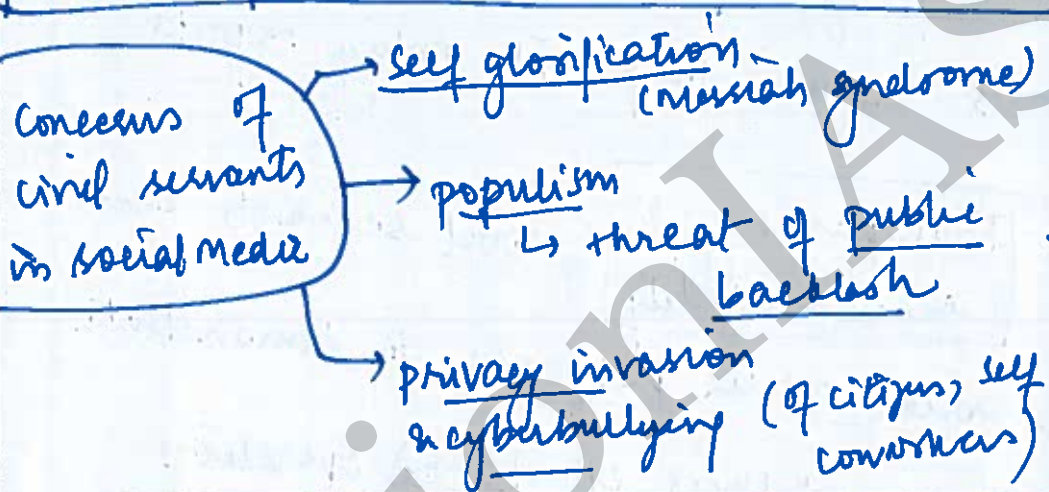 Concerns of
civil servants
in social media
self glorification
(Messiah syndrome)
populism
↳ threat of public
backlash
privacy invasion
& cyberbullying (of citizens, self
coworkers)
ionIAS